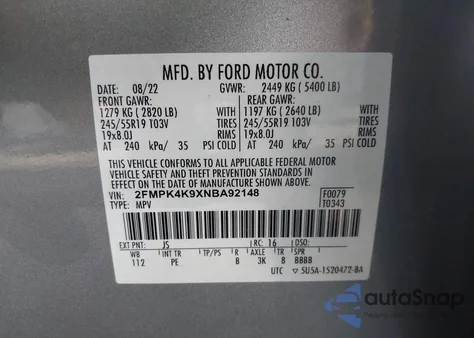 MFD. BY FORD MOTOR CO.
DATE: 08/22 GVWR: 2449 KG ( 5400 LB)
FRONT GAWR: REAR GAWR:
1279 KG ( 2820 LB) WITH 1197 KG ( 2640 LB) WITH
245/55R19 103V TIRES 245/55R19 103V TIRES
19x8.0J RIMS 19x8.0J RIMS
AT 240 kPa/ 35 PSI COLD AT 240 kPa/ 35 PSI COLD
THIS VEHICLE CONFORMS TO ALL APPLICABLE FEDERAL MOTOR
VEHICLE SAFETY AND THEFT PREVENTION STANDARDS IN EFFECT
ON THE DATE OF MANUFACTURE SHOWN ABOVE.
VIN: 2FMPK4K9XNBA92148 F0079
TYPE: MPV T0343
EXT PNT: JS RC: 16 DSO:
WB INT TR TP/PS R AXLE TR SPR
112 PE B 3K 8 BBBB
UTC 5U5A-1520472-BA
autoSnap